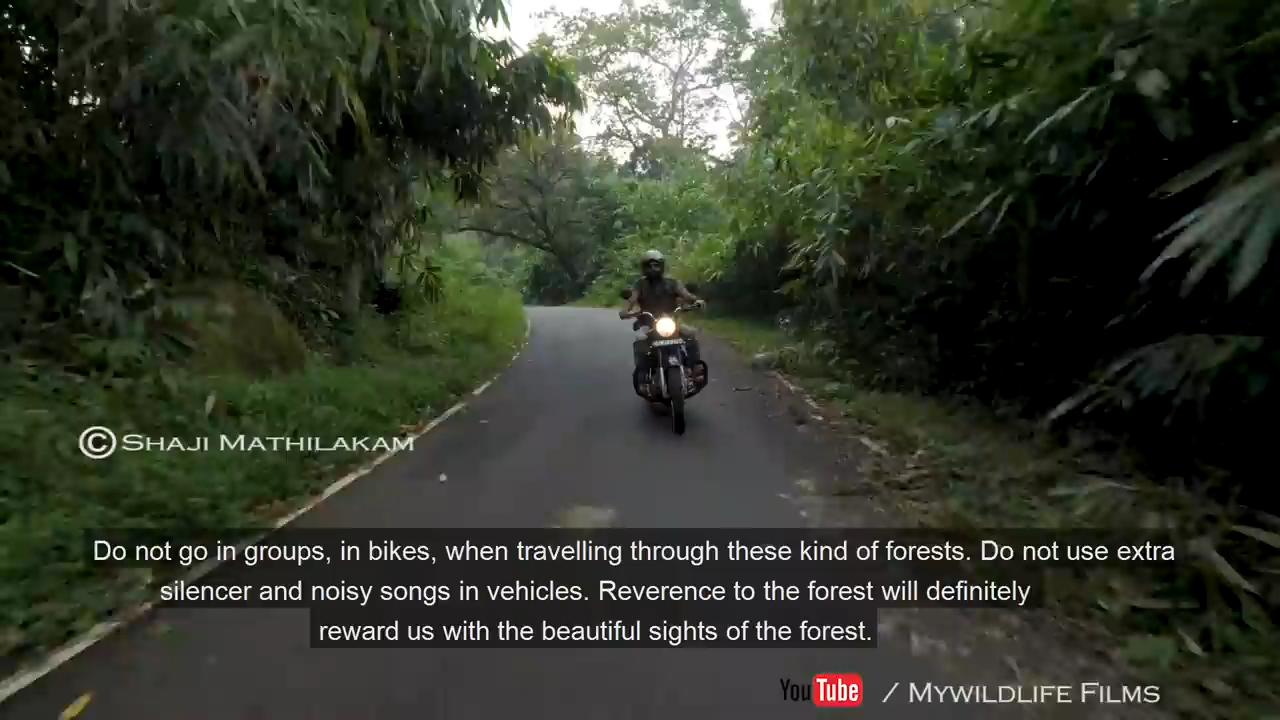 © SHAJI MATHILAKAM
Do not go in groups, in bikes, when travelling through these kind of forests. Do not use extra
silencer and noisy songs in vehicles. Reverence to the forest will definitely
reward us with the beautiful sights of the forest.
YouTube / MYWILDLIFE FILMS